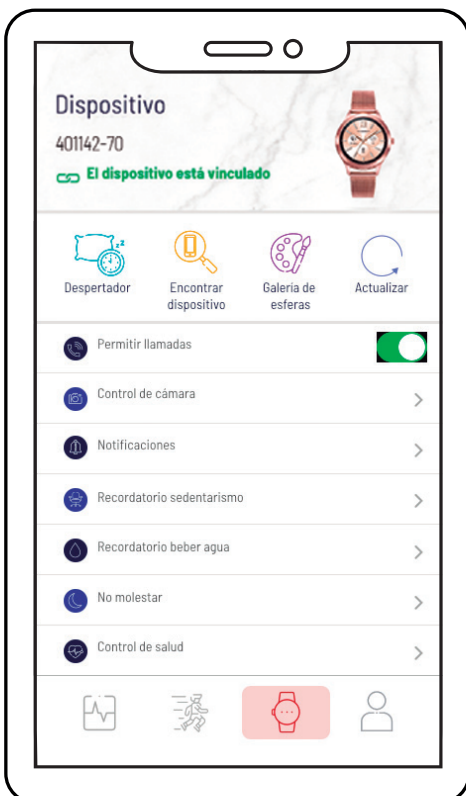 Dispositivo
401142-70
El dispositivo está vinculado
Despertador
Encontrar
dispositivo
Galería de
esferas
Actualizar
Permitir llamadas
Control de cámara
Notificaciones
Recordatorio sedentarismo
Recordatorio beber agua
No molestar
Control de salud